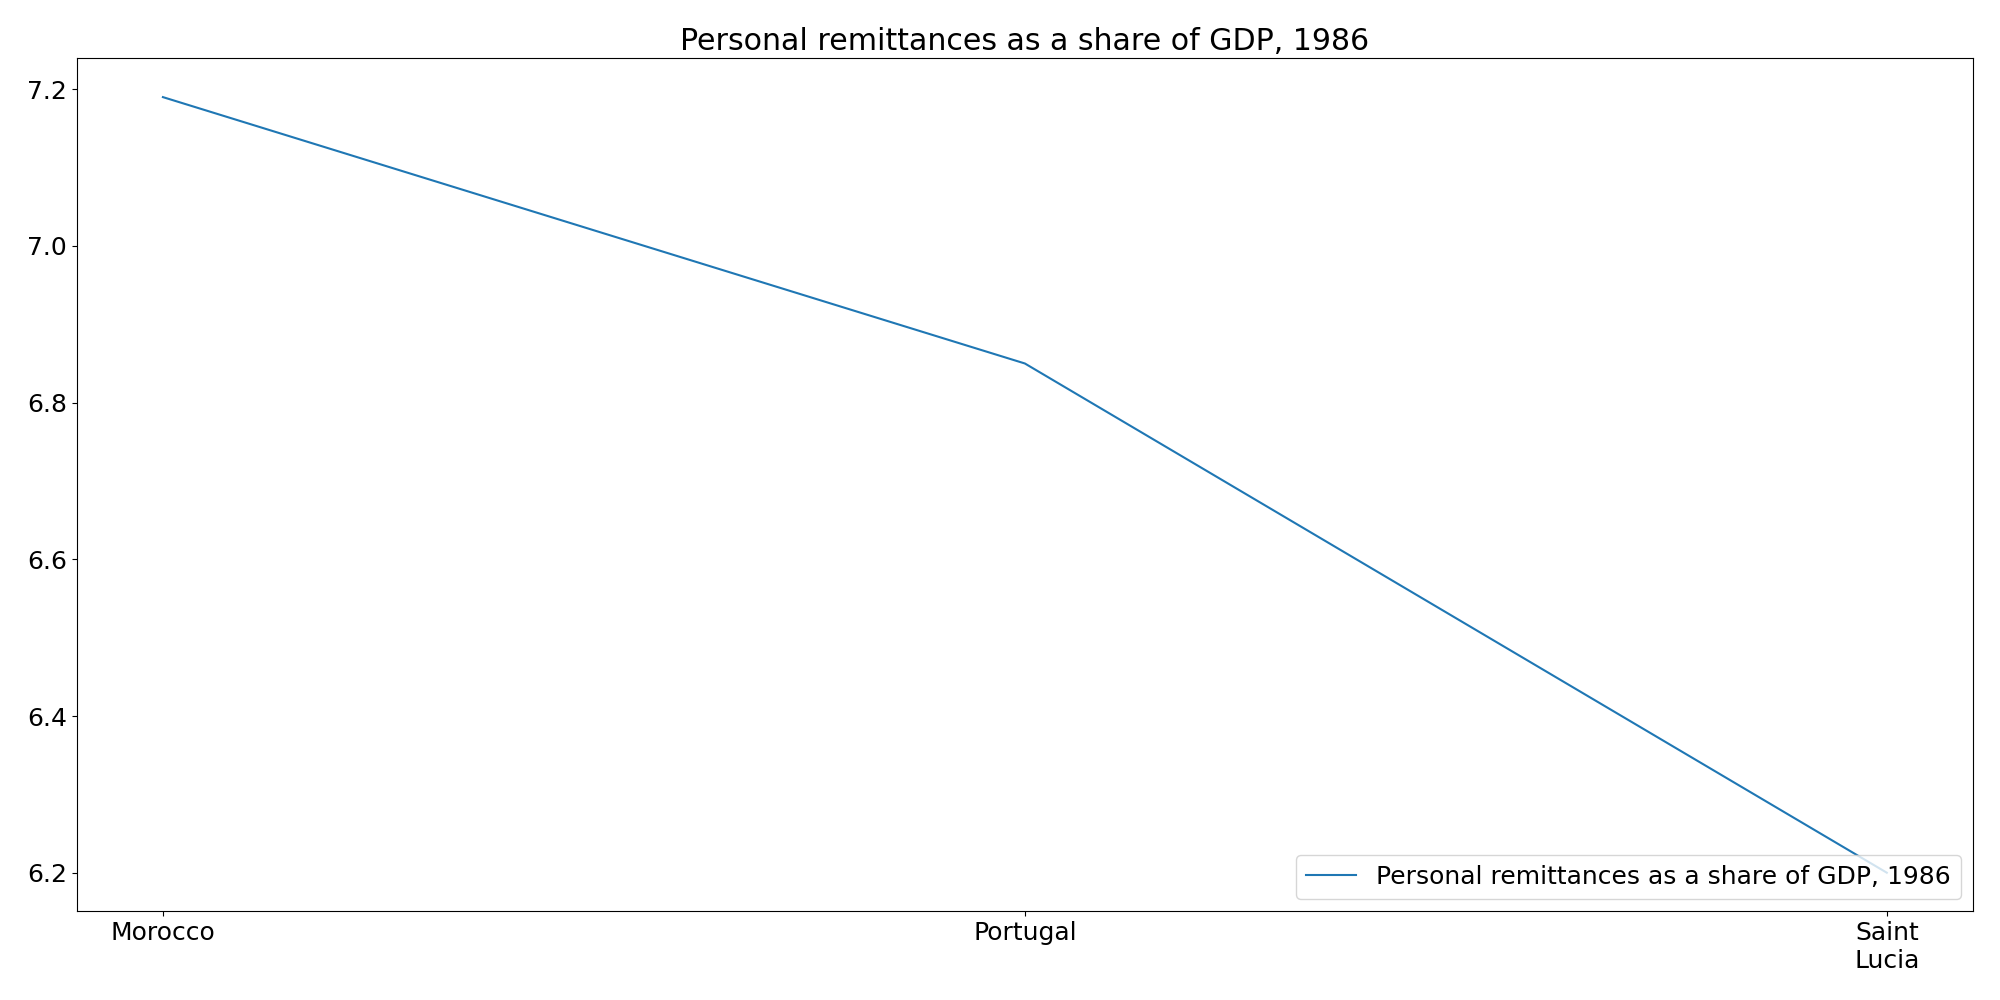 Personal remittances as a share of GDP, 1986
7.2
7.0
6.8
6.6
6.4
6.2
Personal remittances as a share of GDP, 1986
Morocco
Portugal
Saint
Lucia